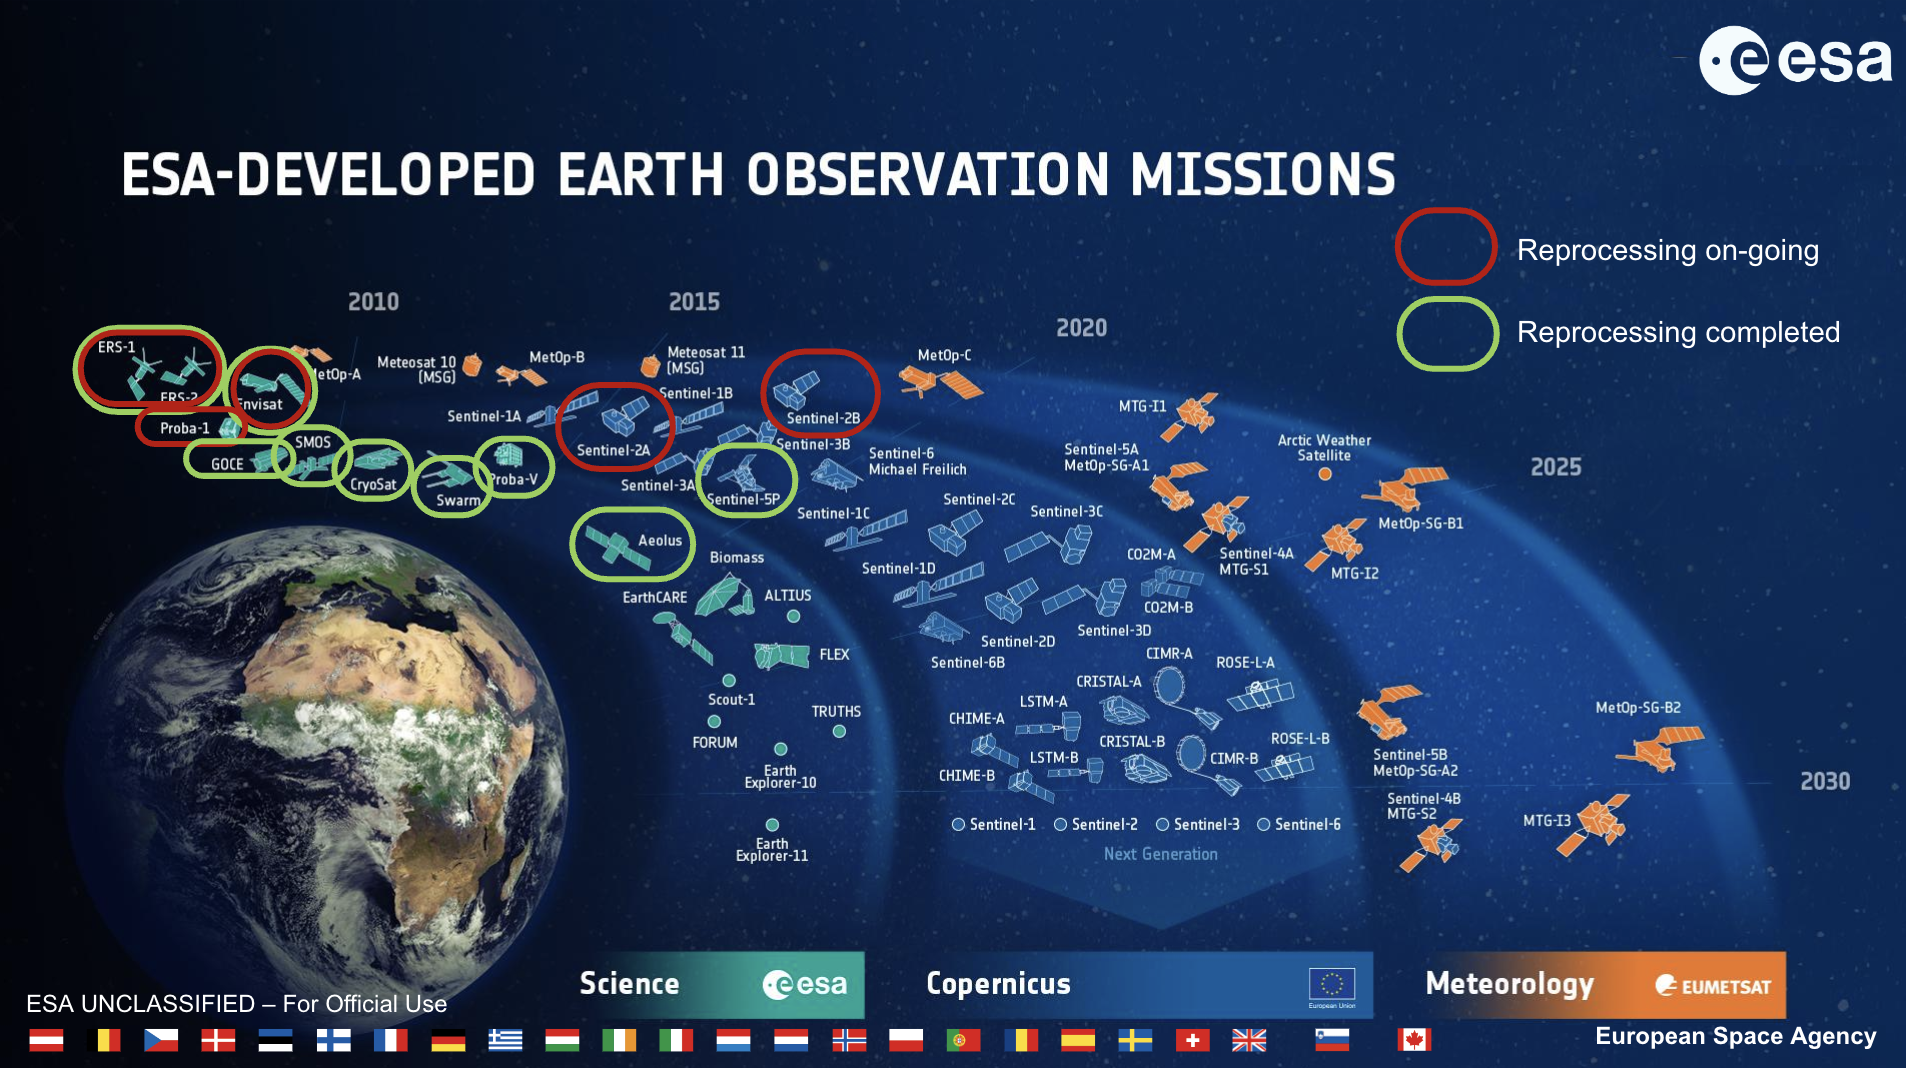 esa
ESA-DEVELOPED EARTH OBSERVATION MISSIONS
Reprocessing on-going
Reprocessing completed
2010
2015
2020
2025
2030
ERS-1
ERS-2
Envisat
MetOp-A
Proba-1
GOCE
SMOS
CryoSat
Swarm
Proba-V
Meteosat 10
(MSG)
MetOp-B
Meteosat 11
(MSG)
MetOp-C
Sentinel-1A
Sentinel-2A
Sentinel-1B
Sentinel-2B
Sentinel-3B
Sentinel-3A
Sentinel-5P
Sentinel-6
Michael Freilich
Aeolus
Biomass
EarthCARE
ALTIUS
FLEX
Scout-1
FORUM
TRUTHS
Earth
Explorer-10
Earth
Explorer-11
Sentinel-1C
Sentinel-2C
Sentinel-3C
Sentinel-1D
Sentinel-2D
Sentinel-3D
Sentinel-6B
CO2M-A
CO2M-B
CIMR-A
ROSE-L-A
CRISTAL-A
LSTM-A
CHIME-A
CRISTAL-B
ROSE-L-B
LSTM-B
CIMR-B
CHIME-B
Sentinel-1
Sentinel-2
Sentinel-3
Sentinel-6
Next Generation
MTG-I1
Sentinel-5A
MetOp-SG-A1
Arctic Weather
Satellite
MetOp-SG-B1
Sentinel-4A
MTG-S1
MTG-I2
Sentinel-5B
MetOp-SG-A2
MetOp-SG-B2
Sentinel-4B
MTG-S2
MTG-I3
Science
esa
Copernicus
European Union
Meteorology
EUMETSAT
ESA UNCLASSIFIED – For Official Use
European Space Agency